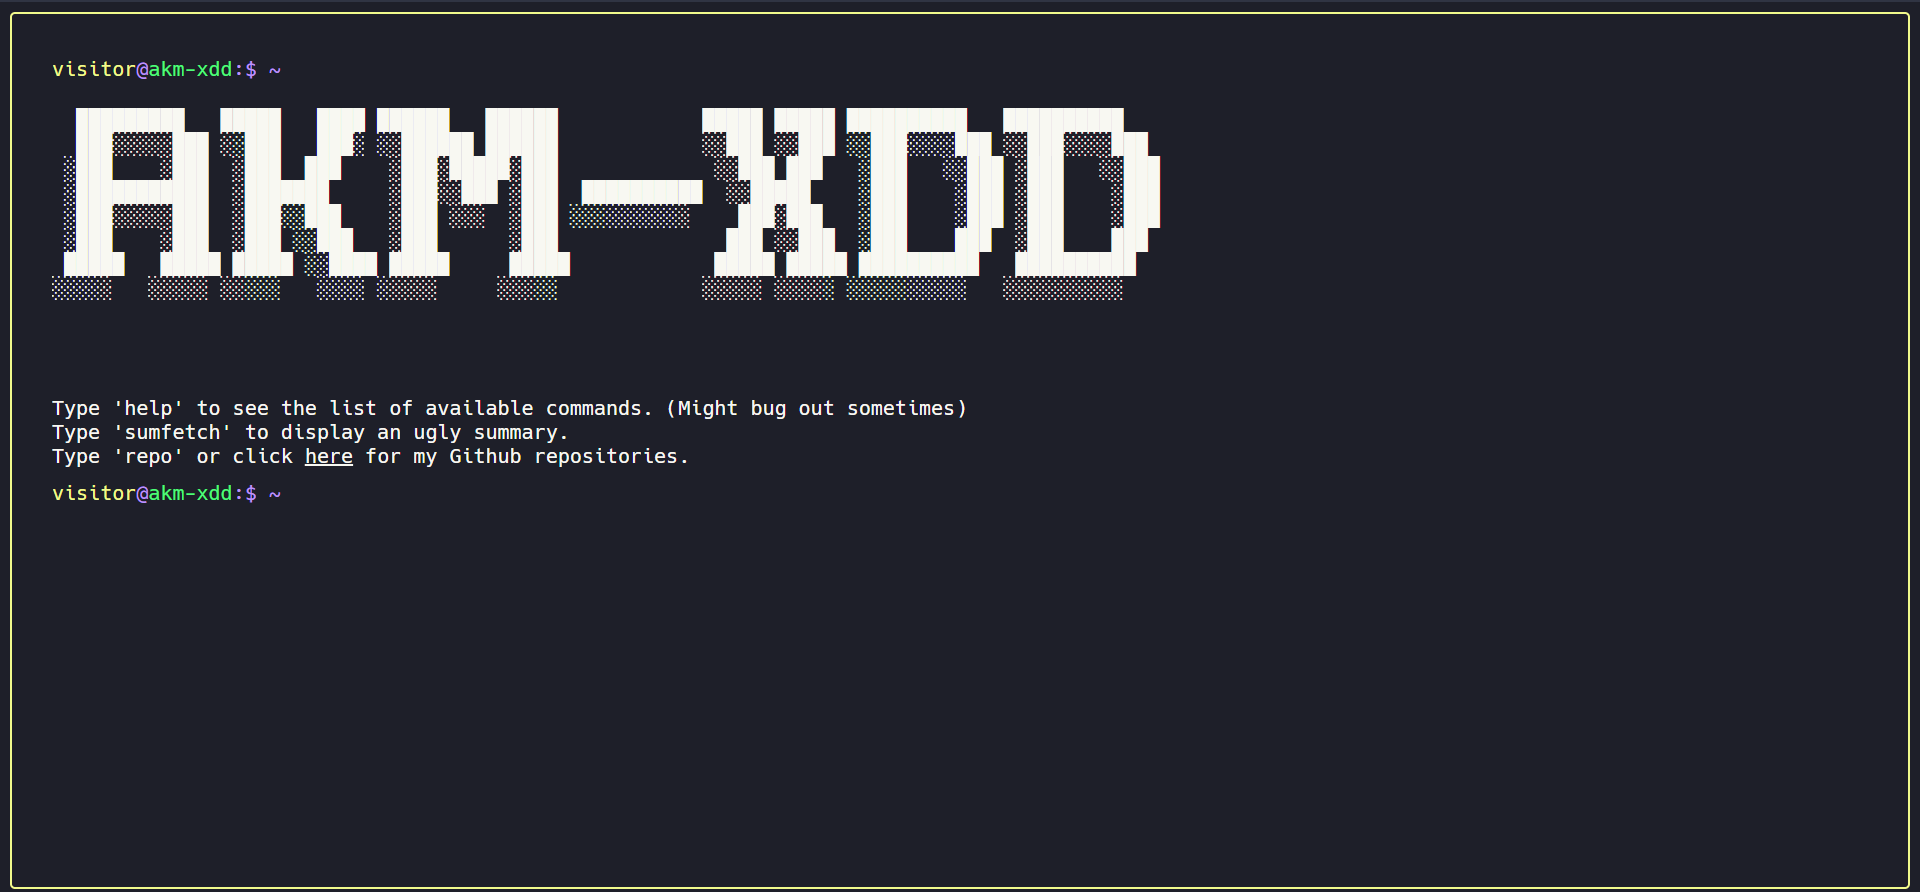 visitor@akm-xdd:$ ~
AKM-XDD
Type 'help' to see the list of available commands. (Might bug out sometimes)
Type 'sumfetch' to display an ugly summary.
Type 'repo' or click here for my Github repositories.
visitor@akm-xdd:$ ~